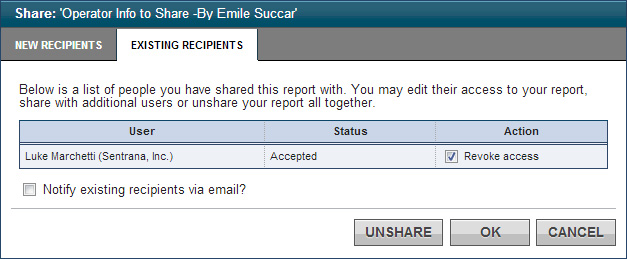 Share: 'Operator Info to Share -By Emile Succar'
NEW RECIPIENTS EXISTING RECIPIENTS
Below is a list of people you have shared this report with. You may edit their access to your report,
share with additional users or unshare your report all together.
User Status Action
Luke Marchetti (Sentrana, Inc.) Accepted Revoke access
Notify existing recipients via email?
UNSHARE OK CANCEL